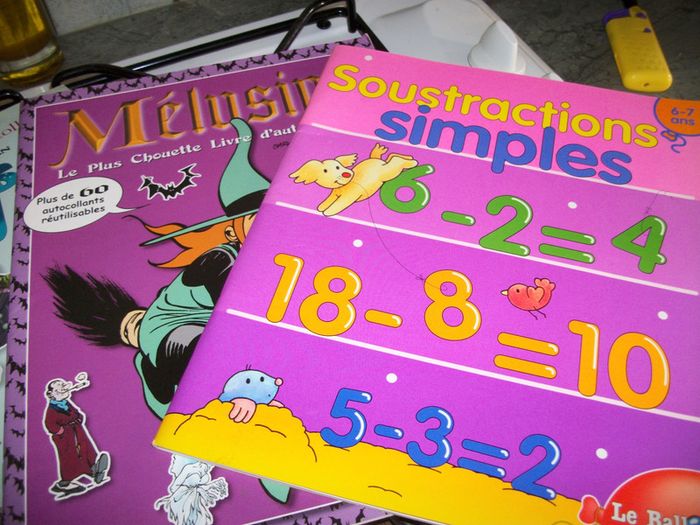 Mélusin
Le Plus Chouette Livre d'aut
Plus de 60
autocollants
réutilisables
Soustractions
simples
6-7
ans
6-2=4
18-8=10
5-3=2
Le Ball